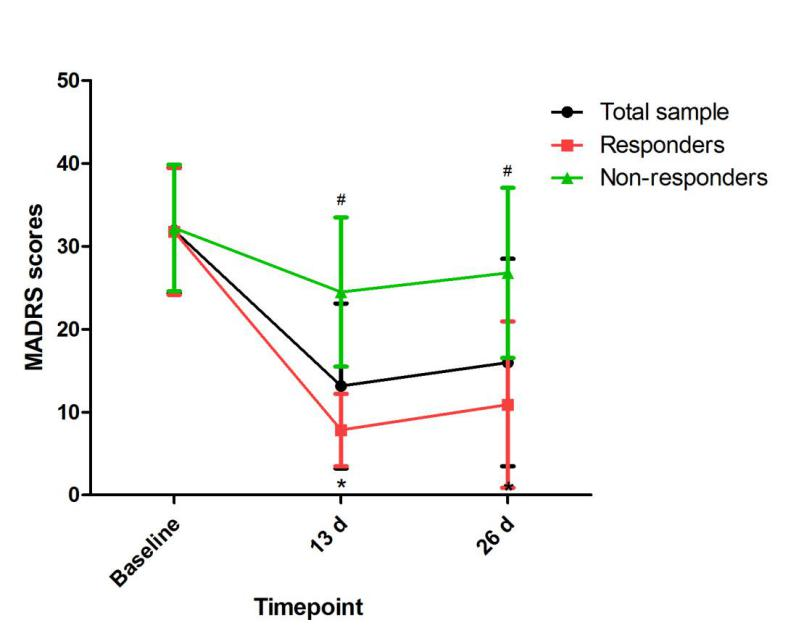 50
40
30
20
10
0
MADRS scores
#
#
*
*
Total sample
Responders
Non-responders
Baseline
13 d
26 d
Timepoint